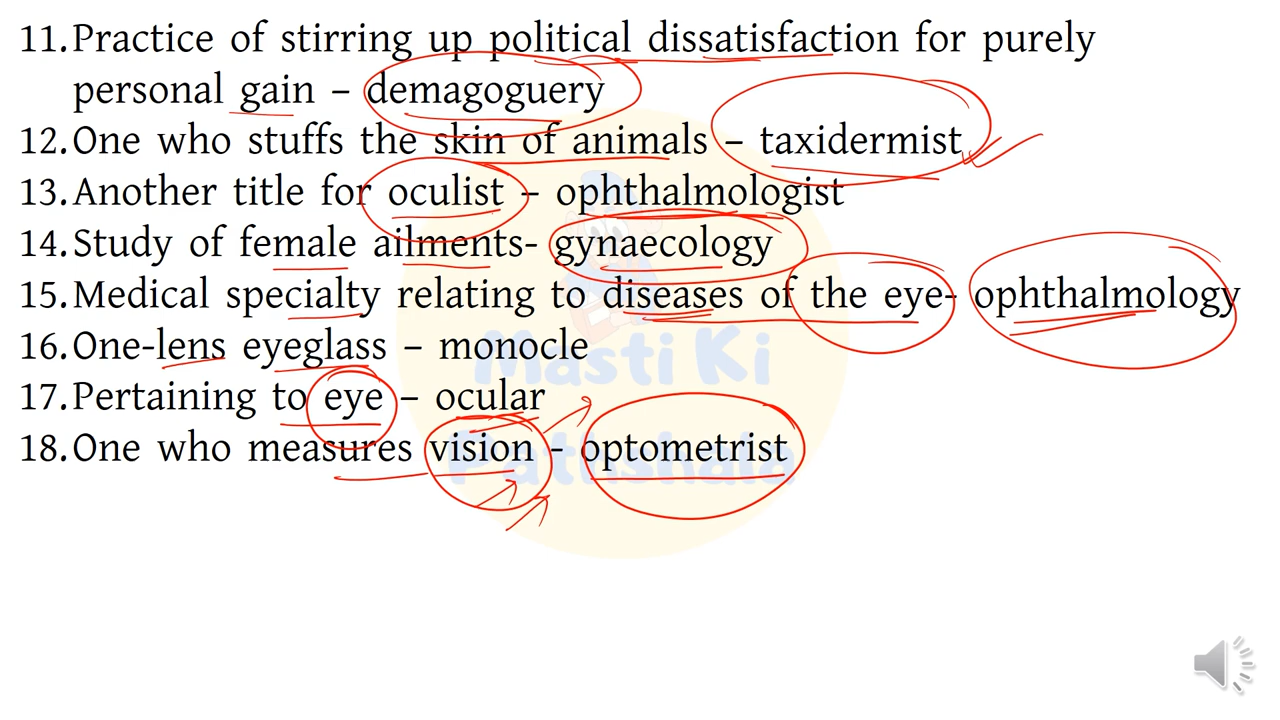 11. Practice of stirring up political dissatisfaction for purely
personal gain – demagoguery
12. One who stuffs the skin of animals – taxidermist
13. Another title for oculist – ophthalmologist
14. Study of female ailments- gynaecology
15. Medical specialty relating to diseases of the eye- ophthalmology
16. One-lens eyeglass – monocle
17. Pertaining to eye – ocular
18. One who measures vision - optometrist
Masti Ki
Pathshala